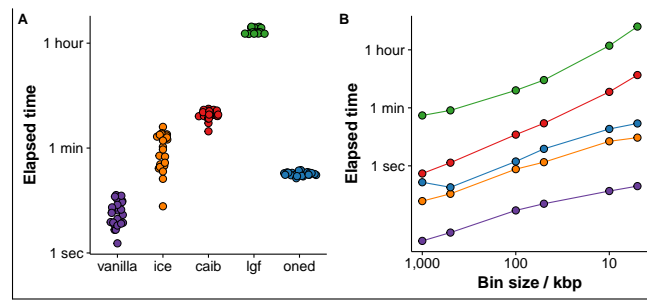 A
Elapsed time
1 hour
1 min
1 sec
vanilla ice caib lgf oned
B
Elapsed time
1 hour
1 min
1 sec
1,000 100 10
Bin size / kbp